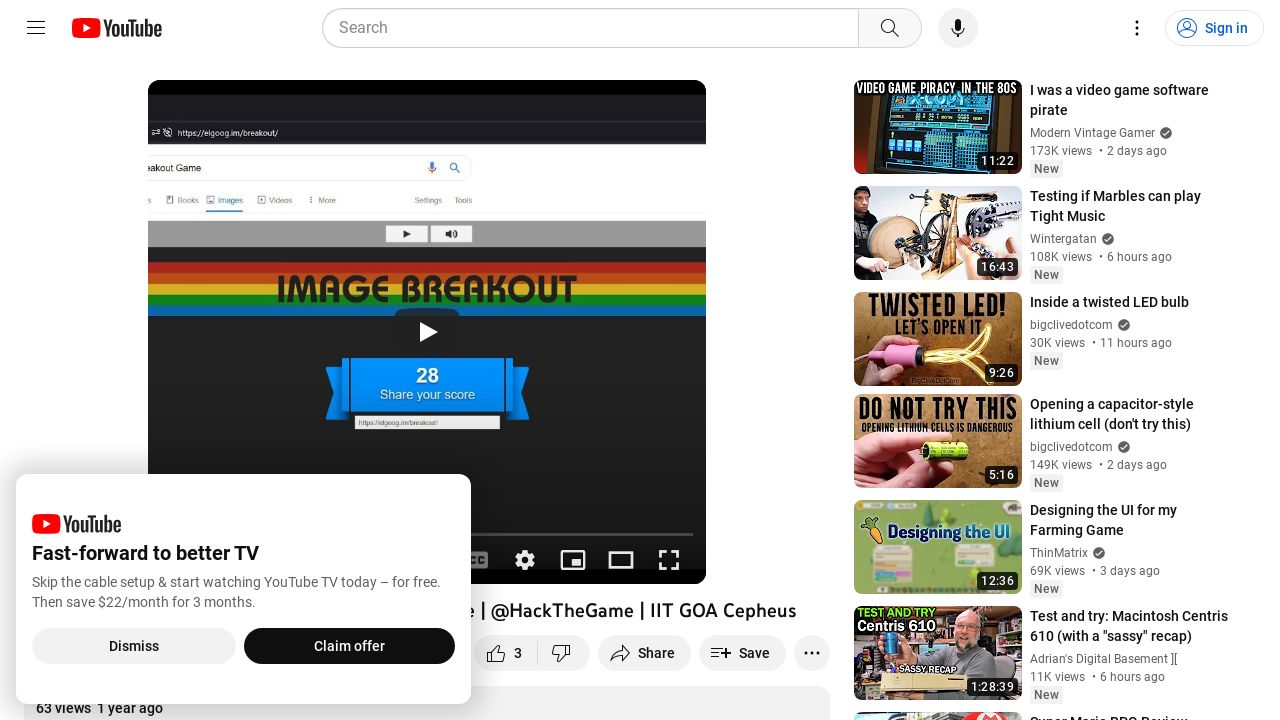 YouTube
Search
Sign in
https://elgoog.im/breakout/
eakout Game
Books
Images
Videos
More
Settings
Tools
IMAGE BREAKOUT
28
Share your score
https://elgoog.im/breakout/
YouTube
Fast-forward to better TV
Skip the cable setup & start watching YouTube TV today – for free.
Then save $22/month for 3 months.
Dismiss
Claim offer
| @HackTheGame | IIT GOA Cepheus
3
Share
Save
63 views 1 year ago
VIDEO GAME PIRACY IN THE 80S
11:22
I was a video game software
pirate
Modern Vintage Gamer
173K views • 2 days ago
New
16:43
Testing if Marbles can play
Tight Music
Wintergatan
108K views • 6 hours ago
New
TWISTED LED!
LET'S OPEN IT
BigCliveDotCom
9:26
Inside a twisted LED bulb
bigclivedotcom
30K views • 11 hours ago
New
DO NOT TRY THIS
OPENING LITHIUM CELLS IS DANGEROUS
5:16
Opening a capacitor-style
lithium cell (don't try this)
bigclivedotcom
149K views • 2 days ago
New
Designing the UI
12:36
Designing the UI for my
Farming Game
ThinMatrix
69K views • 3 days ago
New
TEST AND TRY
Centris 610
SASSY RECAP
1:28:39
Test and try: Macintosh Centris
610 (with a "sassy" recap)
Adrian's Digital Basement ][
11K views • 6 hours ago
New
Super Mario RPG Review